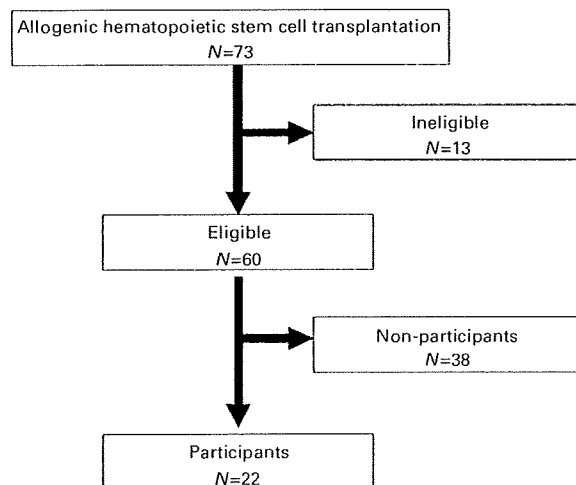 Allogenic hematopoietic stem cell transplantation
N=73
Ineligible
N=13
Eligible
N=60
Non-participants
N=38
Participants
N=22